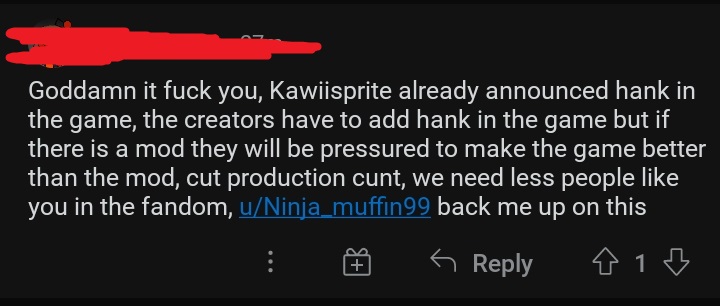 Goddamn it fuck you, Kawiisprite already announced hank in
the game, the creators have to add hank in the game but if
there is a mod they will be pressured to make the game better
than the mod, cut production cunt, we need less people like
you in the fandom, u/Ninja_muffin99 back me up on this
Reply 1